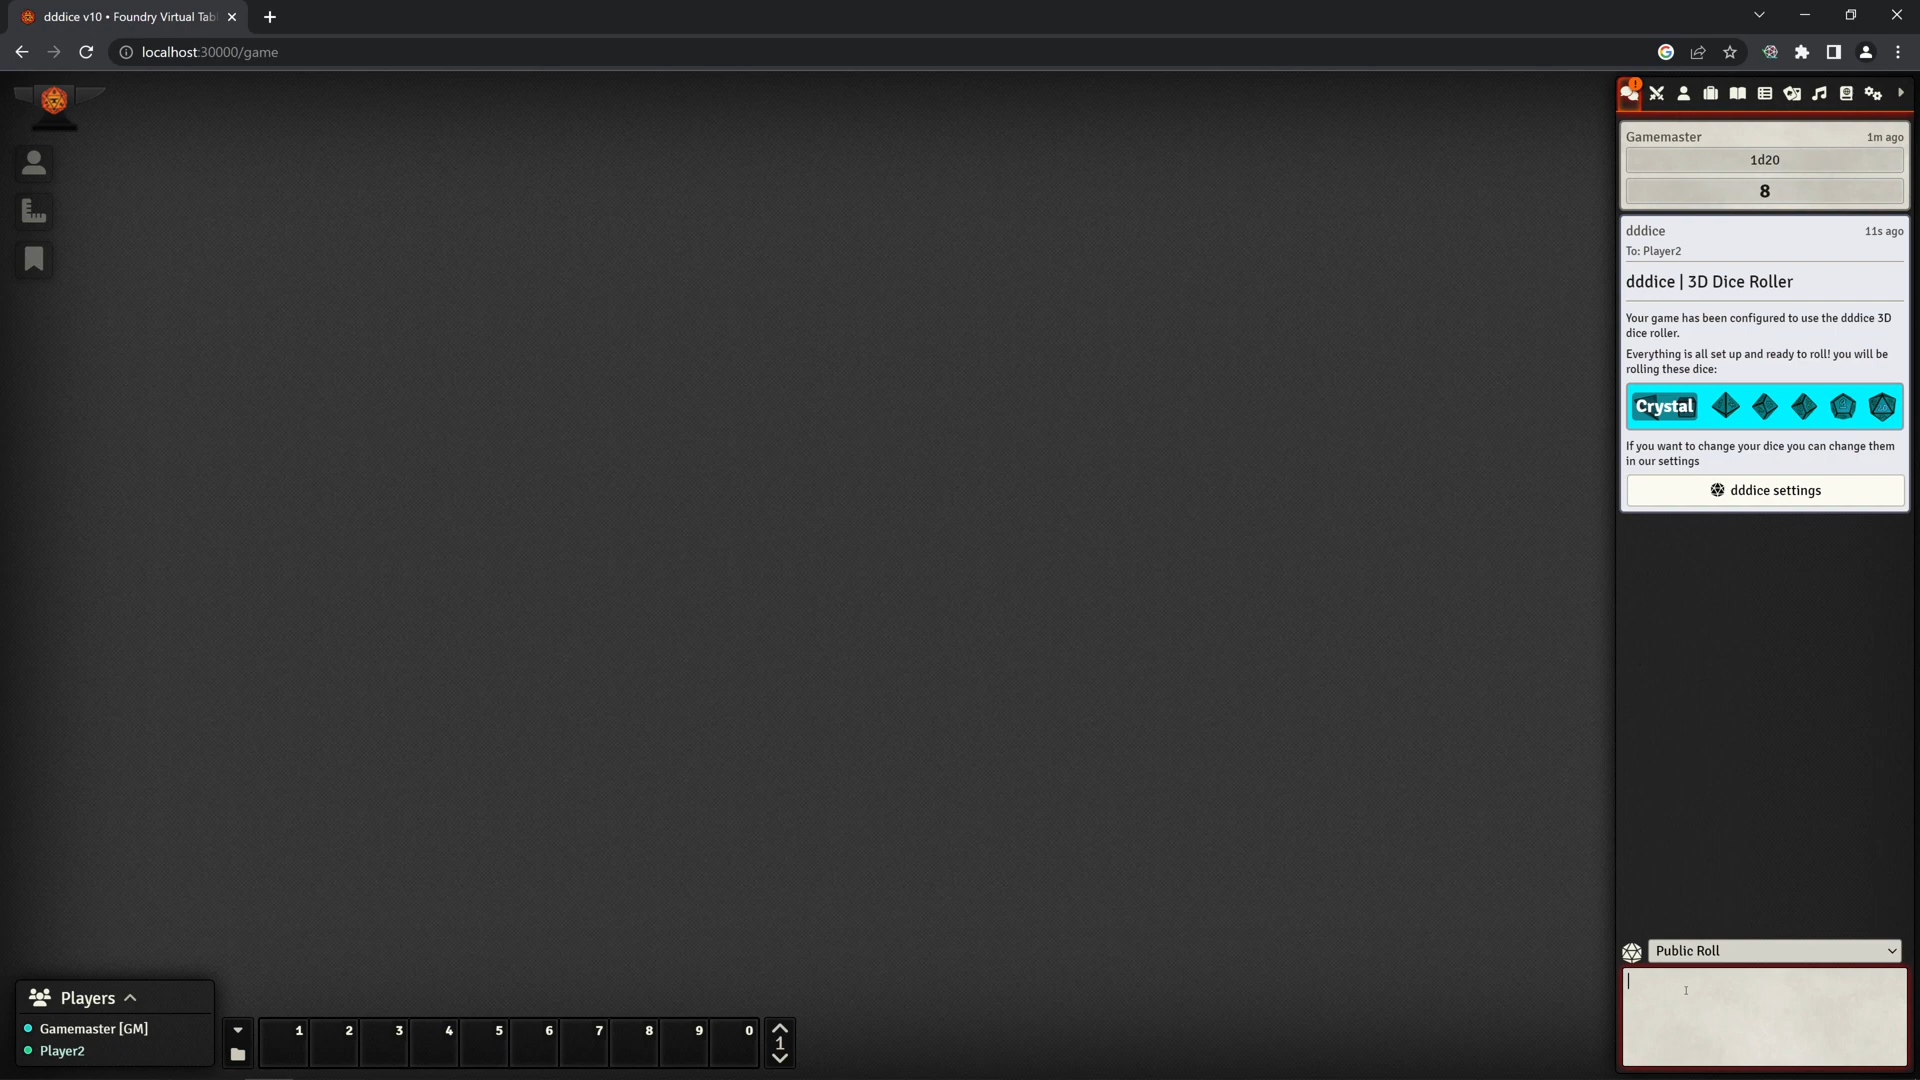 dddice v10 • Foundry Virtual Tab
localhost:30000/game
Gamemaster 1m ago
1d20
8
dddice 11s ago
To: Player2
dddice | 3D Dice Roller
Your game has been configured to use the dddice 3D
dice roller.
Everything is all set up and ready to roll! you will be
rolling these dice:
Crystal
If you want to change your dice you can change them
in our settings
dddice settings
Public Roll
Players
Gamemaster [GM]
Player2
1 2 3 4 5 6 7 8 9 0
1